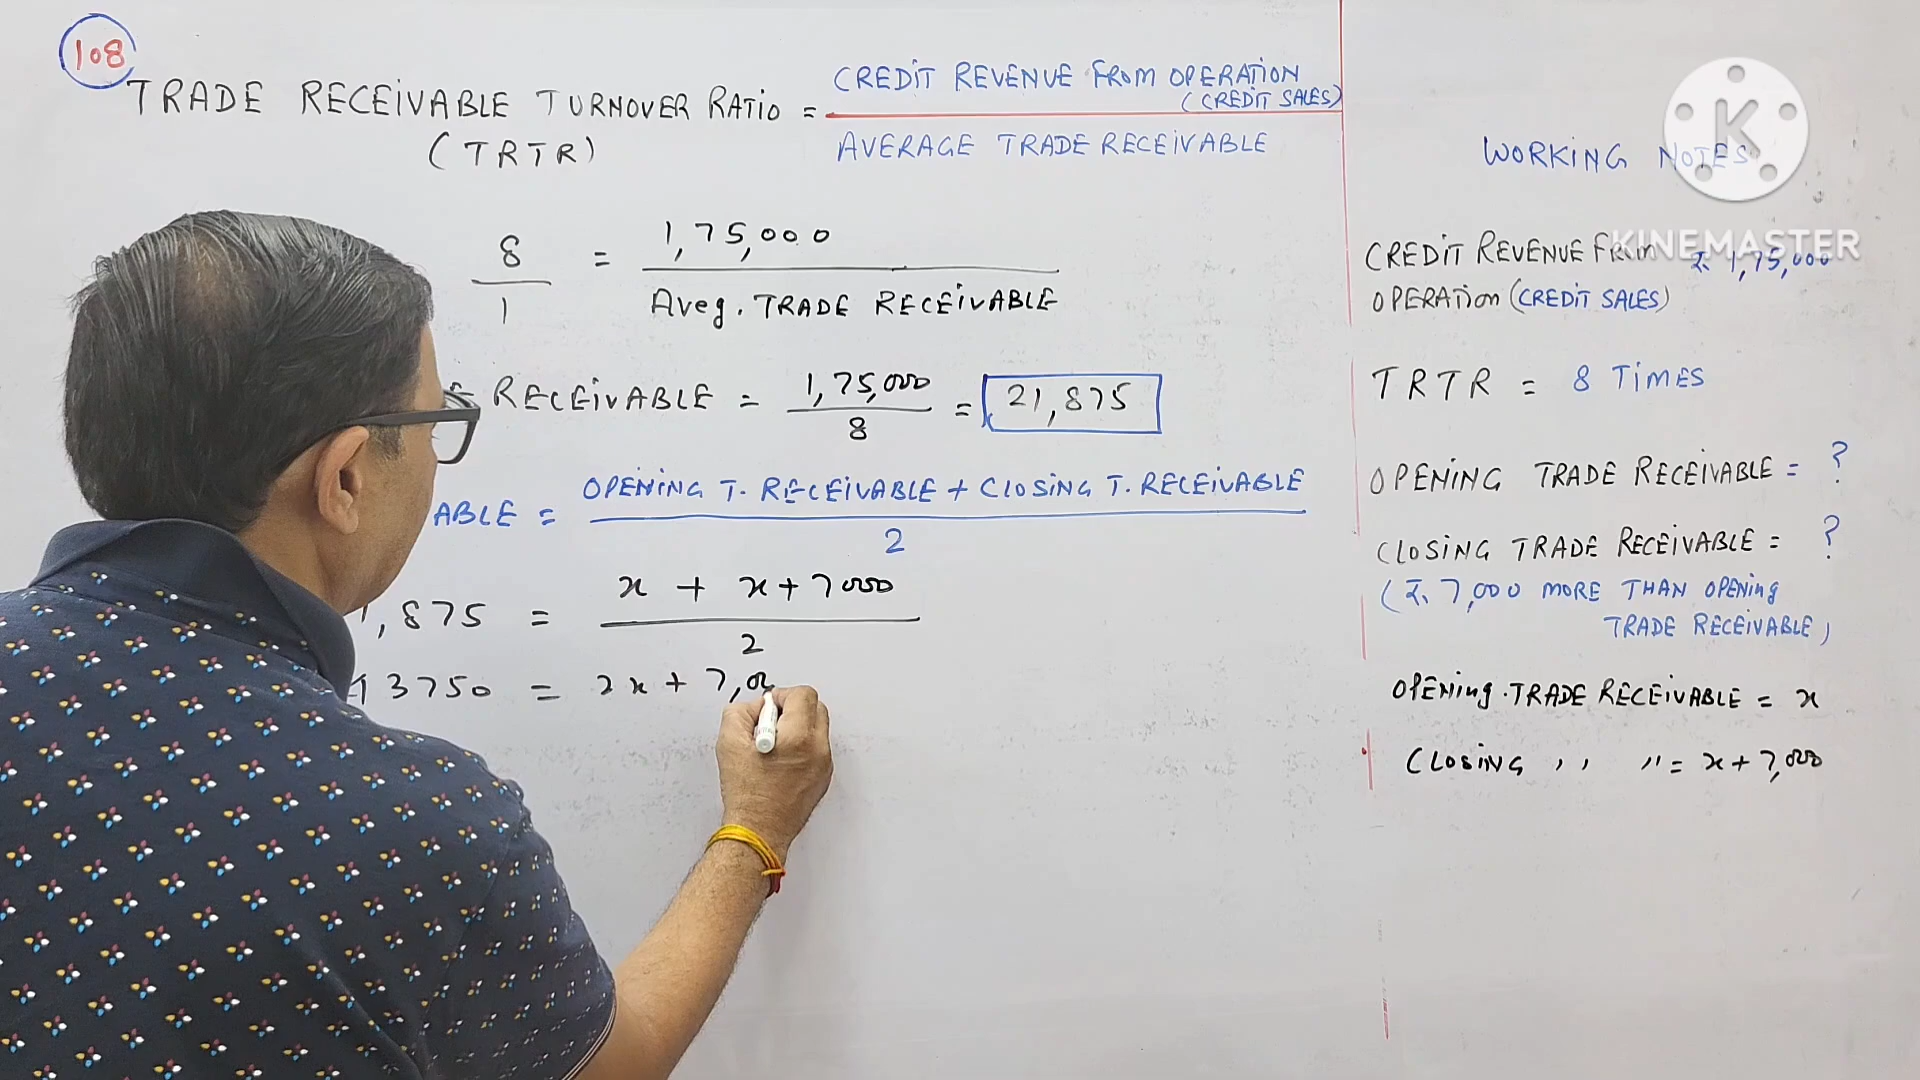 108
TRADE RECEIVABLE TURNOVER RATIO = CREDIT REVENUE FROM OPERATION (CREDIT SALES)
(TRTR) AVERAGE TRADE RECEIVABLE
8 = 1,75,000
1 Aveg. TRADE RECEIVABLE
RECEIVABLE = 1,75,000 = 21,875
8
ABLE = OPENING T. RECEIVABLE + CLOSING T. RECEIVABLE
2
,875 = x + x + 7000
2
43750 = 2x + 7,00
WORKING NOTES
CREDIT REVENUE FROM ₹. 1,75,000
OPERATION (CREDIT SALES)
TRTR = 8 TIMES
OPENING TRADE RECEIVABLE = ?
CLOSING TRADE RECEIVABLE = ?
(₹. 7,000 MORE THAN OPENING
TRADE RECEIVABLE)
OPENING. TRADE RECEIVABLE = x
CLOSING ,, ,, = x + 7,000
K
KINEMASTER